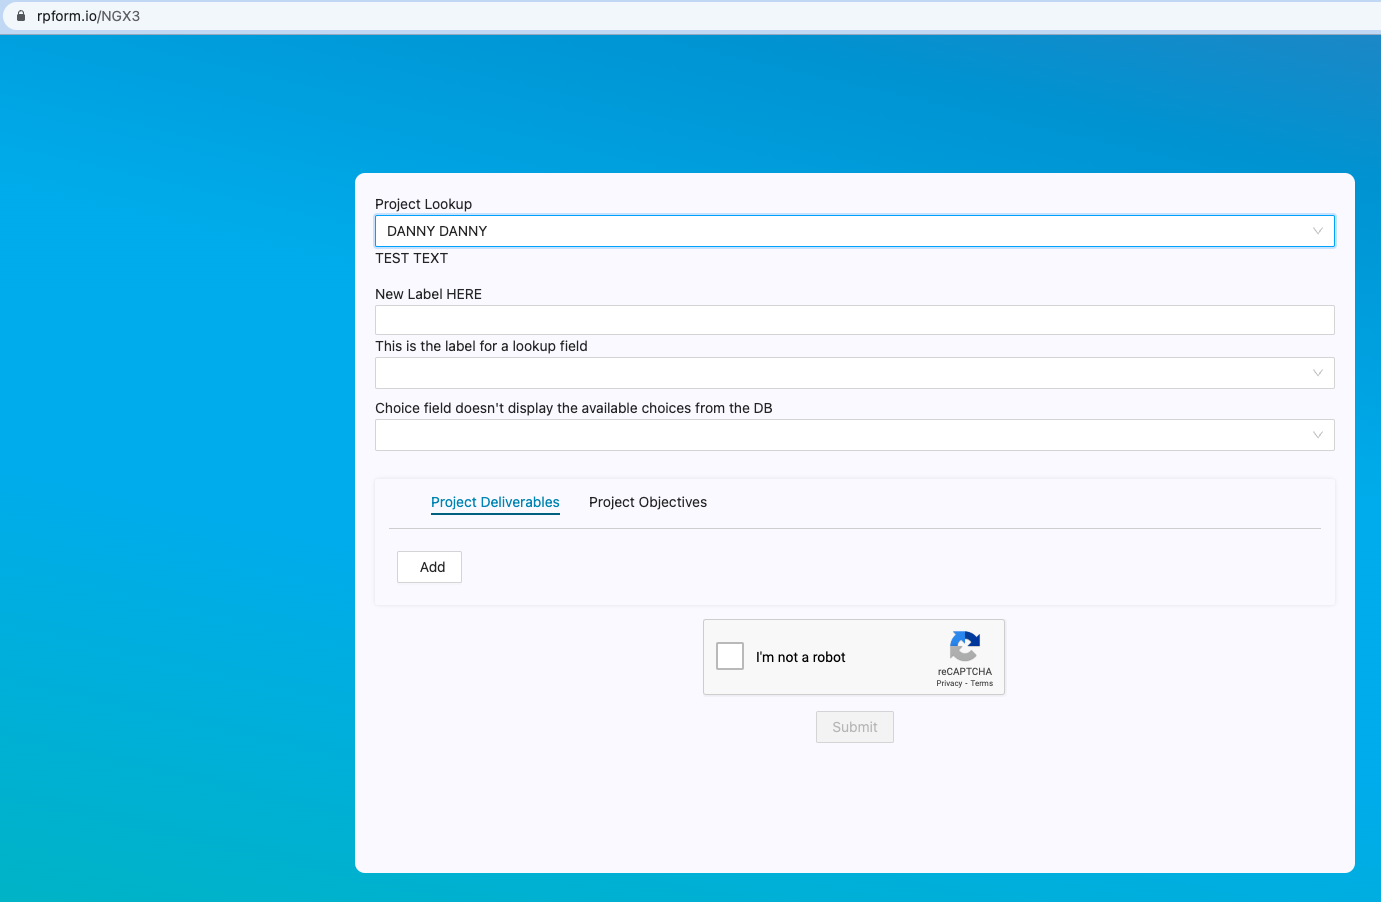 rpform.io/NGX3
Project Lookup
DANNY DANNY
TEST TEXT
New Label HERE
This is the label for a lookup field
Choice field doesn't display the available choices from the DB
Project Deliverables Project Objectives
Add
I'm not a robot
reCAPTCHA
Privacy - Terms
Submit